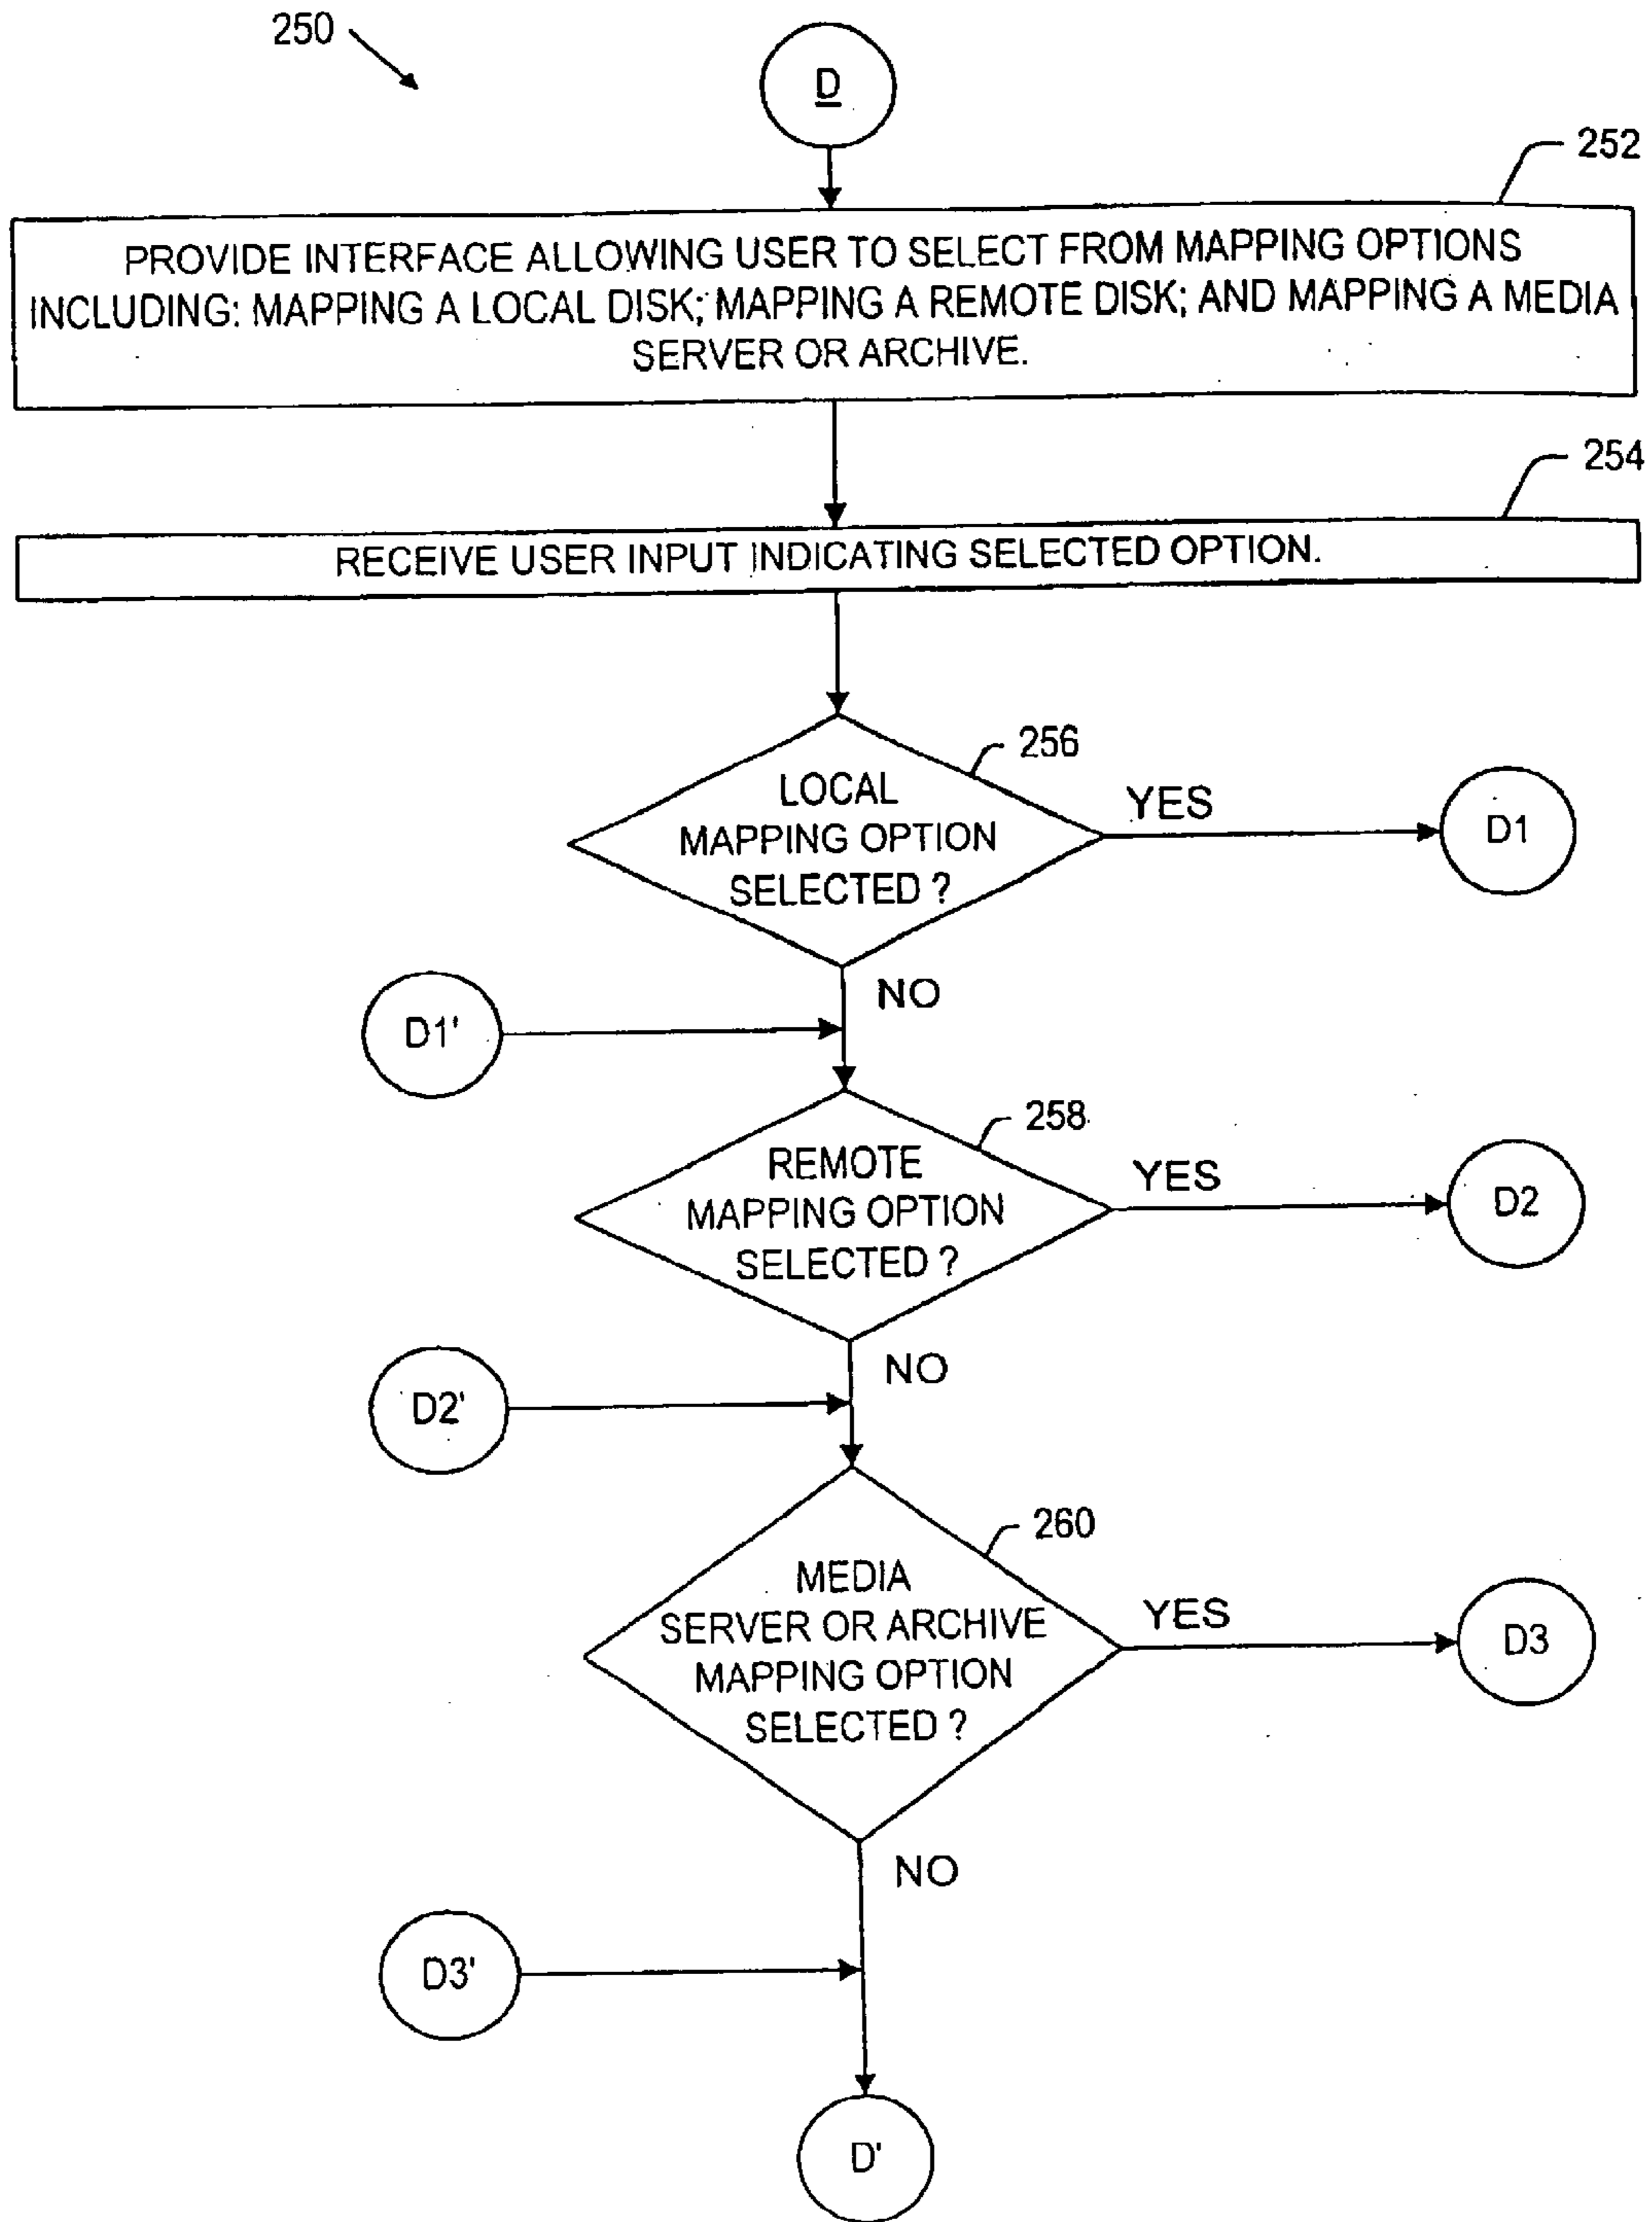 250
D
252
PROVIDE INTERFACE ALLOWING USER TO SELECT FROM MAPPING OPTIONS
INCLUDING: MAPPING A LOCAL DISK; MAPPING A REMOTE DISK; AND MAPPING A MEDIA
SERVER OR ARCHIVE.
254
RECEIVE USER INPUT INDICATING SELECTED OPTION.
256
LOCAL
MAPPING OPTION
SELECTED ?
YES
D1
NO
D1'
258
REMOTE
MAPPING OPTION
SELECTED ?
YES
D2
NO
D2'
260
MEDIA
SERVER OR ARCHIVE
MAPPING OPTION
SELECTED ?
YES
D3
NO
D3'
D'